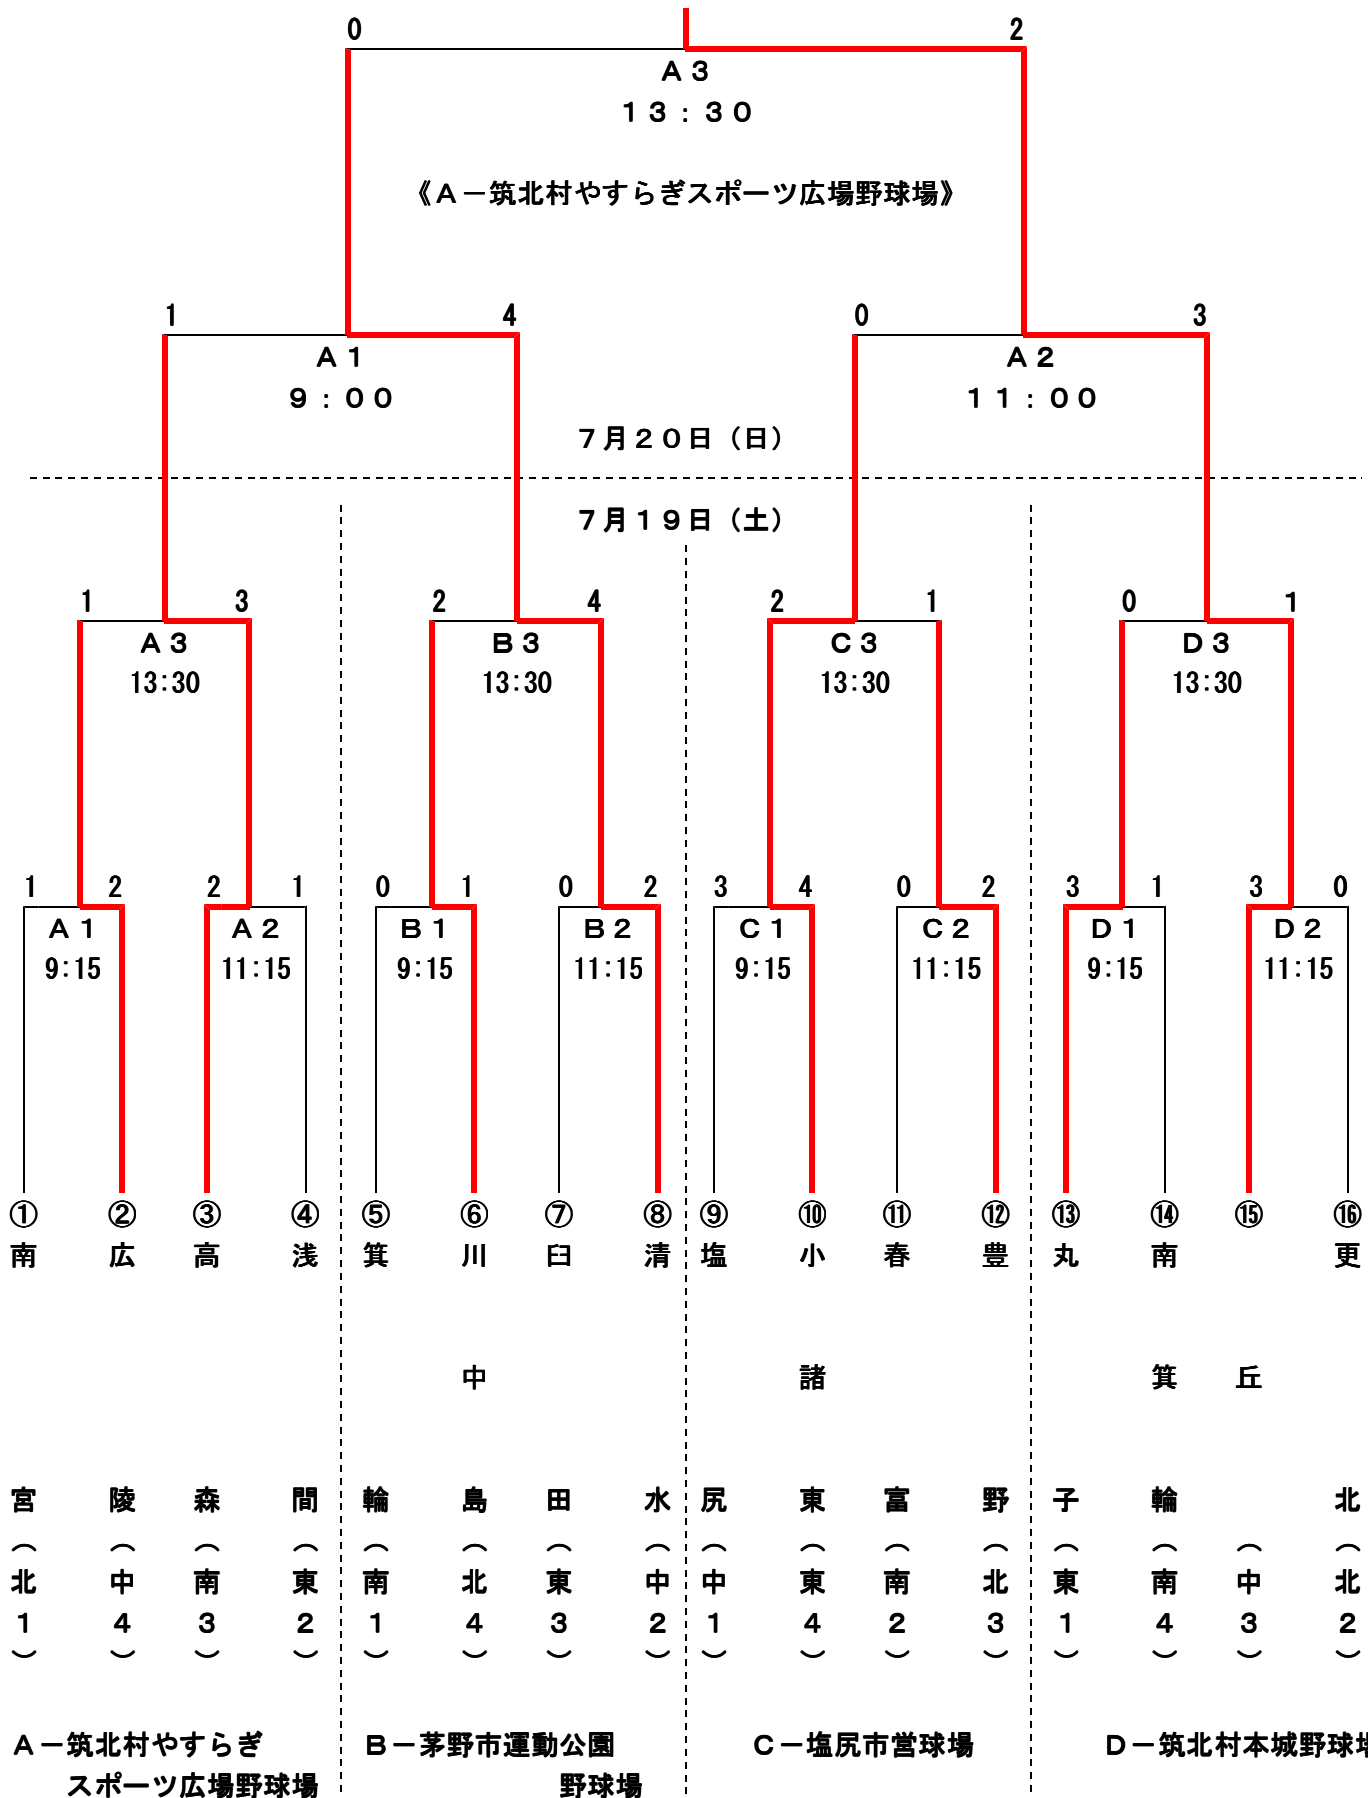 0 2
A3
13:30
《A－筑北村やすらぎスポーツ広場野球場》
1 4 0 3
A1 A2
9:00 11:00
7月20日（日）
7月19日（土）
1 3 2 4 2 1 0 1
A3 B3 C3 D3
13:30 13:30 13:30 13:30
1 2 2 1 0 1 0 2 3 4 0 2 3 1 3 0
A1 A2 B1 B2 C1 C2 D1 D2
9:15 11:15 9:15 11:15 9:15 11:15 9:15 11:15
① ② ③ ④ ⑤ ⑥ ⑦ ⑧ ⑨ ⑩ ⑪ ⑫ ⑬ ⑭ ⑮ ⑯
南宮（北1）
広陵（中4）
高森（南3）
浅間（東2）
箕輪（南1）
川中島（北4）
臼田（東3）
清水（中2）
塩尻（中1）
小諸東（東4）
春富（南2）
豊野（北3）
丸子（東1）
南箕輪（南4）
丘（中3）
更北（北2）
A－筑北村やすらぎ
スポーツ広場野球場
B－茅野市運動公園
野球場
C－塩尻市営球場
D－筑北村本城野球場